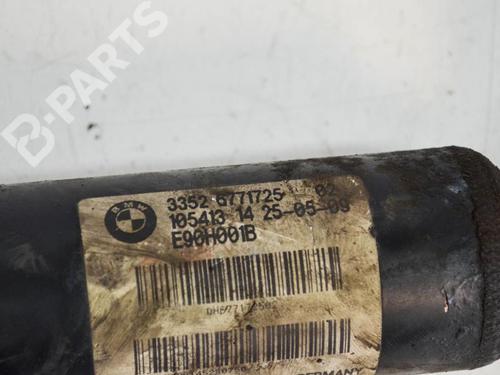 B-PARTS
BMW
3352 6771725 02
105413 14 25-05-09
E90H001B
GERMANY